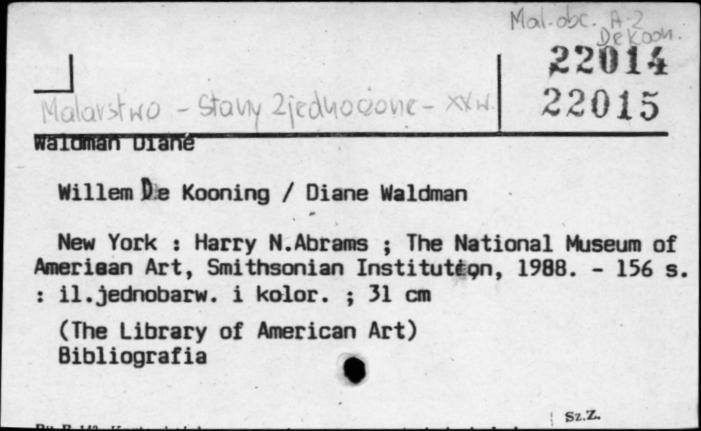 Mal.obc. A-Z
De Koon.
22014
Malarstwo - Stany Zjednoczone - XX w.
22015
Waldman Diane
Willem De Kooning / Diane Waldman
New York : Harry N.Abrams ; The National Museum of
American Art, Smithsonian Institution, 1988. - 156 s.
: il.jednobarw. i kolor. ; 31 cm
(The Library of American Art)
Bibliografia
Sz.Z.